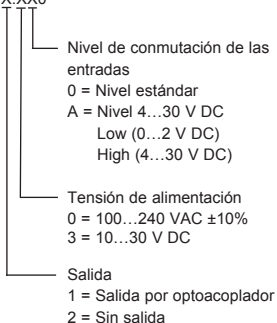 X.XX0
Nivel de conmutación de las
entradas
0 = Nivel estándar
A = Nivel 4…30 V DC
Low (0…2 V DC)
High (4…30 V DC)
Tensión de alimentación
0 = 100…240 VAC ±10%
3 = 10…30 V DC
Salida
1 = Salida por optoacoplador
2 = Sin salida